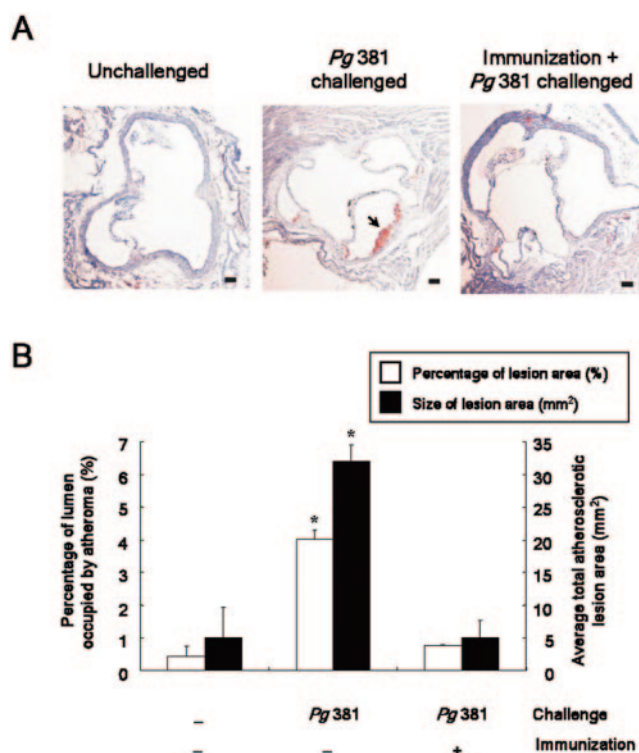 A
Unchallenged
Pg 381
challenged
Immunization +
Pg 381 challenged
B
Percentage of lesion area (%)
Size of lesion area (mm²)
Percentage of lumen
occupied by atheroma (%)
7
6
5
4
3
2
1
0
*
*
35
30
25
20
15
10
5
0
Average total atherosclerotic
lesion area (mm²)
– Pg 381 Pg 381 Challenge
– – + Immunization